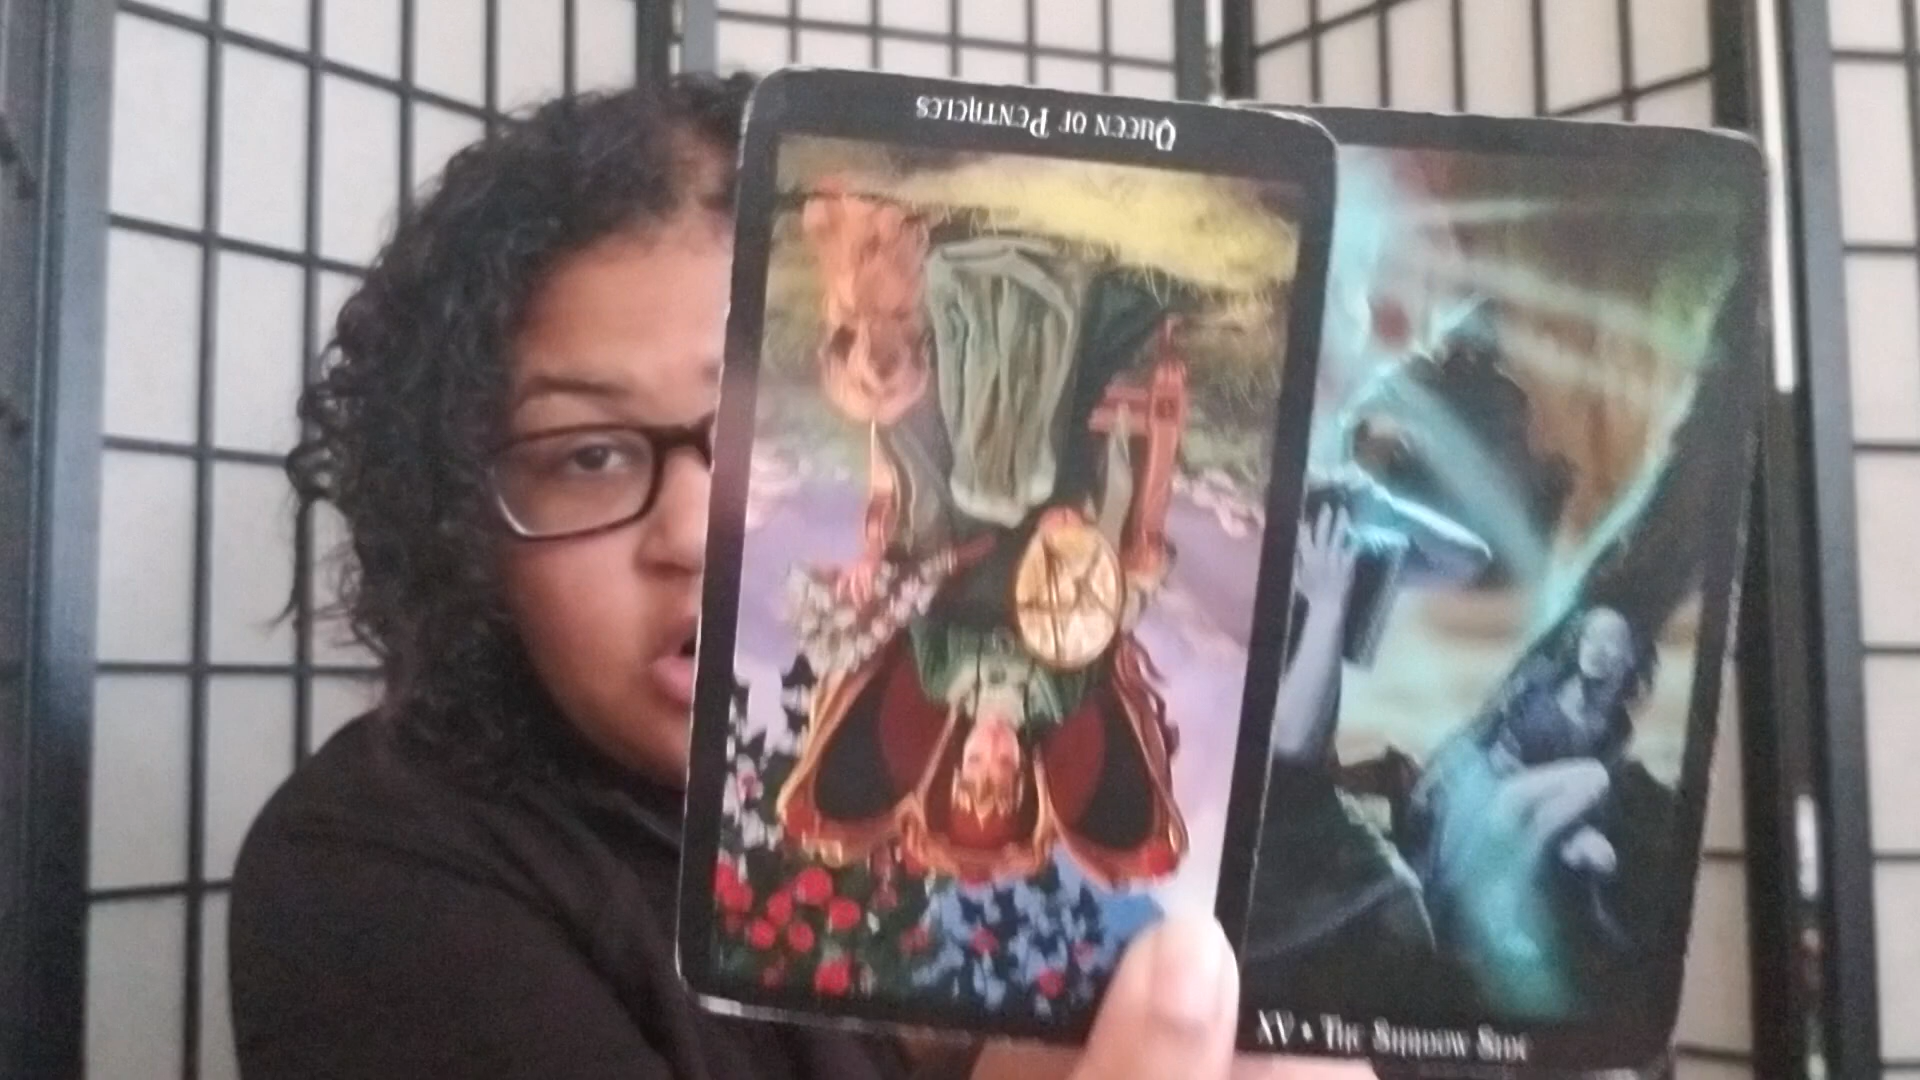 Queen of Pentacles
XV • The Shadow Side